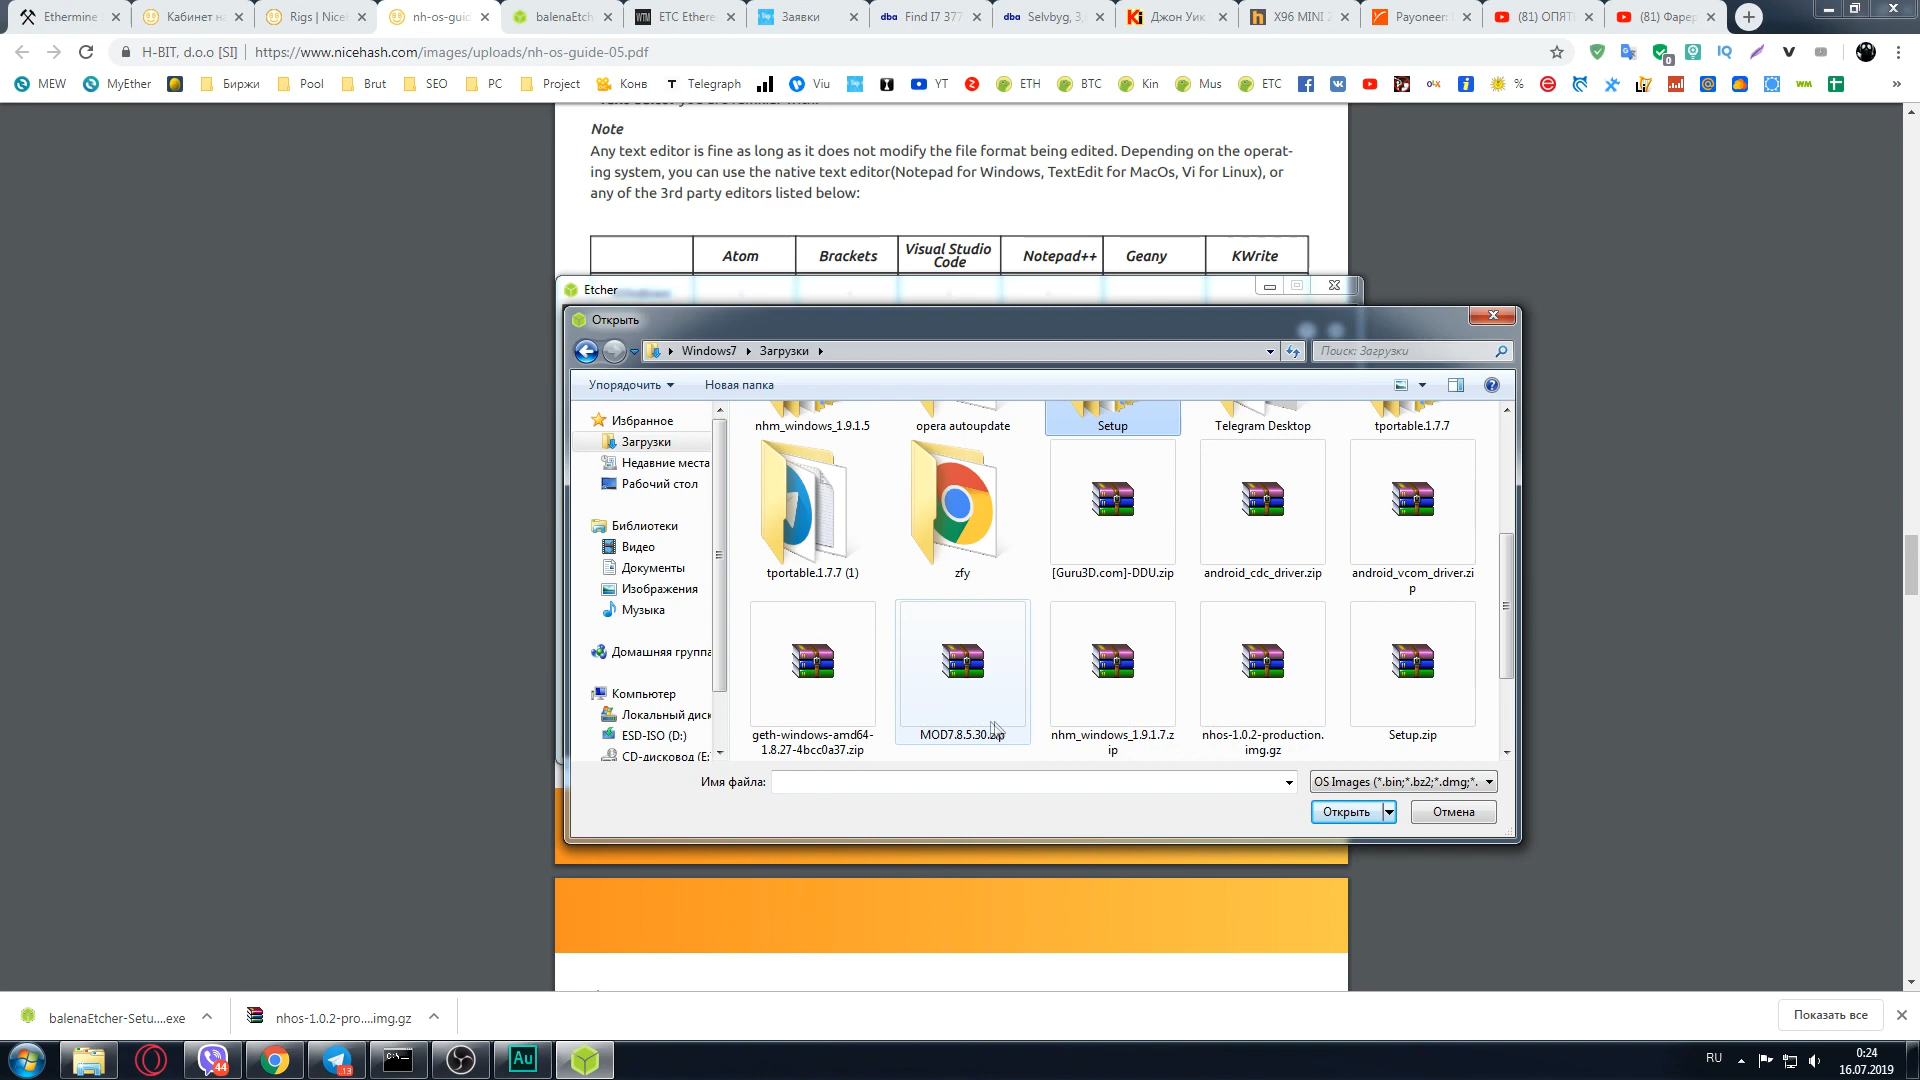 Ethermine
Кабинет н
Rigs | Niceh
nh-os-guid
balenaEtch
ETC Ethere
Заявки
Find I7 377
Selvbyg, 3,
Джон Уик
X96 MINI 2
Payoneer:
(81) ОПЯТ
(81) Фарер
H-BIT, d.o.o [SI] | https://www.nicehash.com/images/uploads/nh-os-guide-05.pdf
MEW
MyEther
Биржи
Pool
Brut
SEO
PC
Project
Конв
Telegraph
Viu
YT
ETH
BTC
Kin
Mus
ETC
%
Note
Any text editor is fine as long as it does not modify the file format being edited. Depending on the operat-
ing system, you can use the native text editor(Notepad for Windows, TextEdit for MacOs, Vi for Linux), or
any of the 3rd party editors listed below:
Atom
Brackets
Visual Studio
Code
Notepad++
Geany
KWrite
Etcher
Открыть
Windows7
Загрузки
Поиск: Загрузки
Упорядочить
Новая папка
Избранное
Загрузки
Недавние места
Рабочий стол
Библиотеки
Видео
Документы
Изображения
Музыка
Домашняя группа
Компьютер
Локальный диск
ESD-ISO (D:)
CD-дисковод (E:
nhm_windows_1.9.1.5
opera autoupdate
Setup
Telegram Desktop
tportable.1.7.7
tportable.1.7.7 (1)
zfy
[Guru3D.com]-DDU.zip
android_cdc_driver.zip
android_vcom_driver.zi
p
geth-windows-amd64-
1.8.27-4bcc0a37.zip
MOD7.8.5.30.zip
nhm_windows_1.9.1.7.z
ip
nhos-1.0.2-production.
img.gz
Setup.zip
Имя файла:
OS Images (*.bin;*.bz2;*.dmg;*.
Открыть
Отмена
balenaEtcher-Setu....exe
nhos-1.0.2-pro....img.gz
Показать все
44
13
Au
RU
0:24
16.07.2019